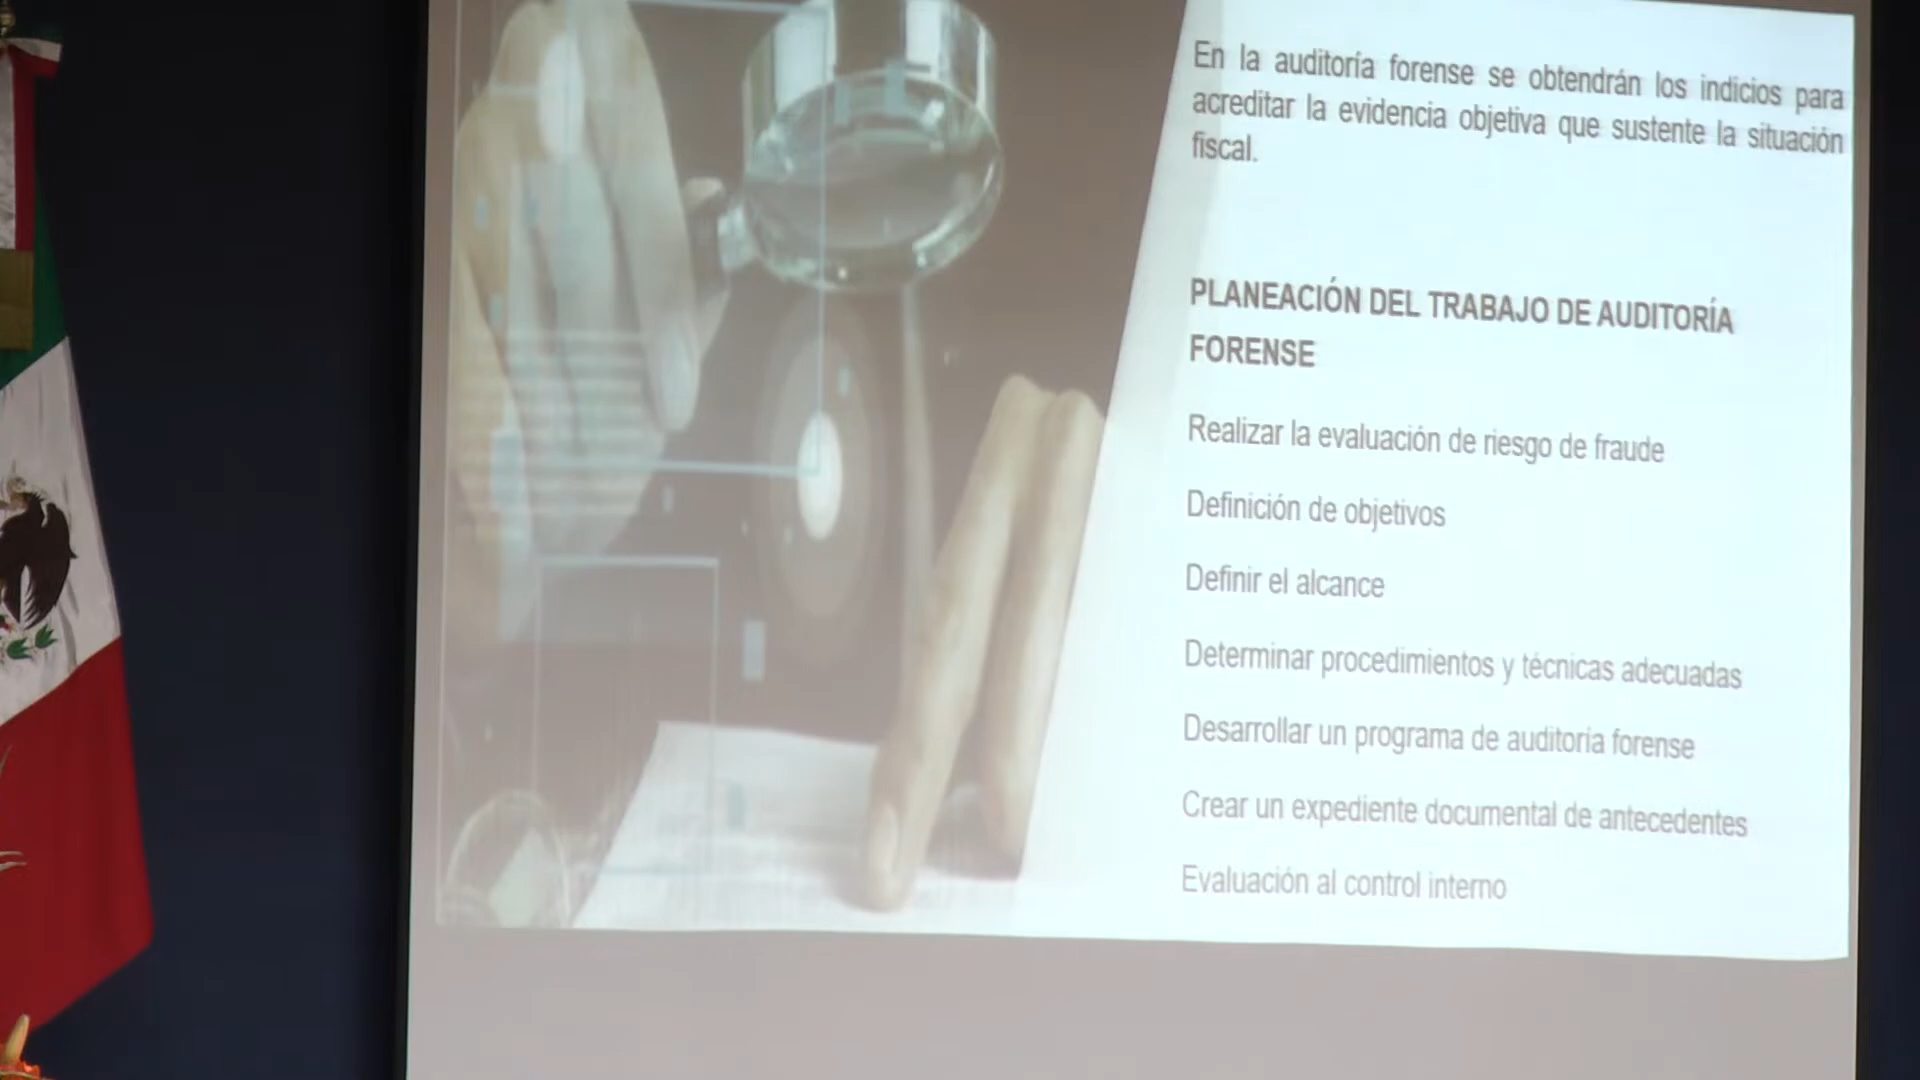 En la auditoría forense se obtendrán los indicios para
acreditar la evidencia objetiva que sustente la situación
fiscal.
PLANEACIÓN DEL TRABAJO DE AUDITORÍA
FORENSE
Realizar la evaluación de riesgo de fraude
Definición de objetivos
Definir el alcance
Determinar procedimientos y técnicas adecuadas
Desarrollar un programa de auditoría forense
Crear un expediente documental de antecedentes
Evaluación al control interno